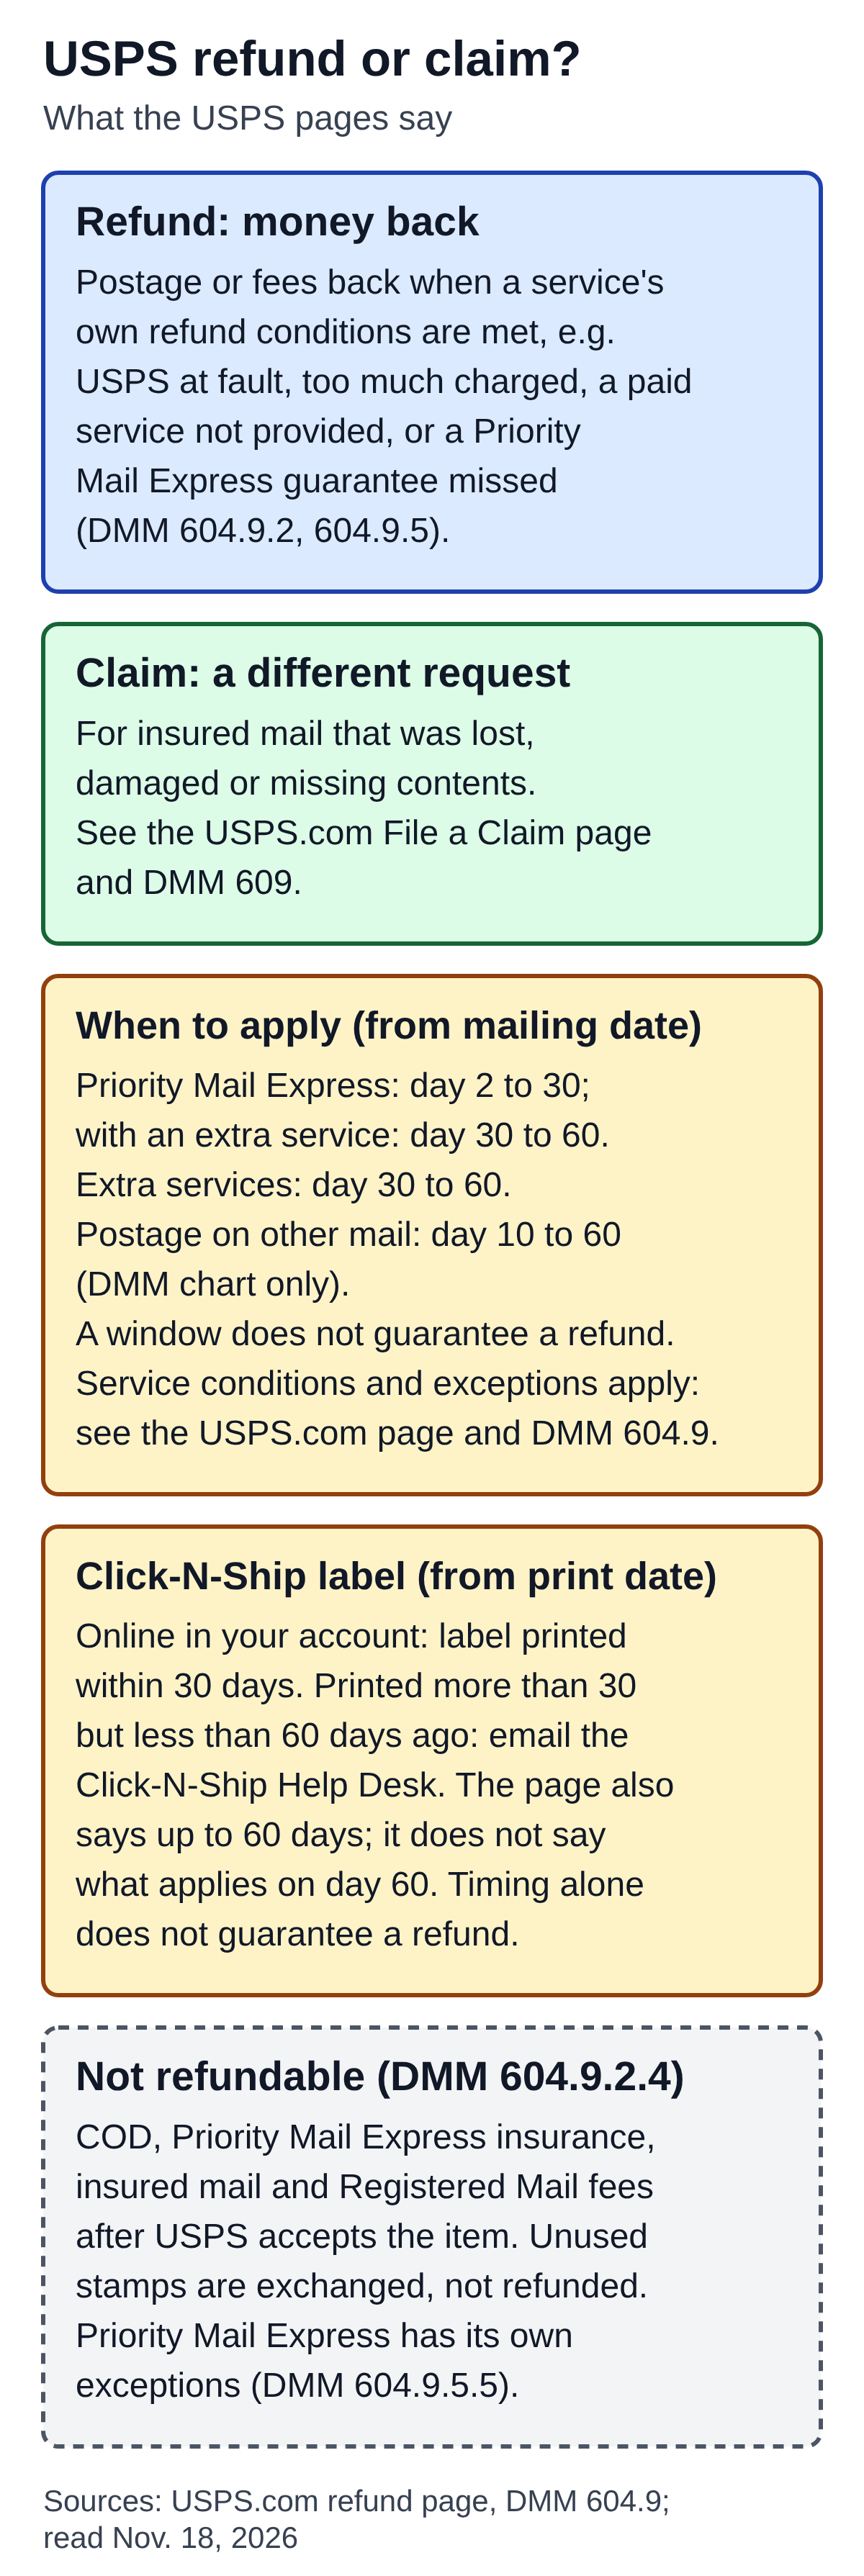 USPS refund or claim?
What the USPS pages say
Refund: money back
Postage or fees back when a service's
own refund conditions are met, e.g.
USPS at fault, too much charged, a paid
service not provided, or a Priority
Mail Express guarantee missed
(DMM 604.9.2, 604.9.5).
Claim: a different request
For insured mail that was lost,
damaged or missing contents.
See the USPS.com File a Claim page
and DMM 609.
When to apply (from mailing date)
Priority Mail Express: day 2 to 30;
with an extra service: day 30 to 60.
Extra services: day 30 to 60.
Postage on other mail: day 10 to 60
(DMM chart only).
A window does not guarantee a refund.
Service conditions and exceptions apply:
see the USPS.com page and DMM 604.9.
Click-N-Ship label (from print date)
Online in your account: label printed
within 30 days. Printed more than 30
but less than 60 days ago: email the
Click-N-Ship Help Desk. The page also
says up to 60 days; it does not say
what applies on day 60. Timing alone
does not guarantee a refund.
Not refundable (DMM 604.9.2.4)
COD, Priority Mail Express insurance,
insured mail and Registered Mail fees
after USPS accepts the item. Unused
stamps are exchanged, not refunded.
Priority Mail Express has its own
exceptions (DMM 604.9.5.5).
Sources: USPS.com refund page, DMM 604.9;
read Nov. 18, 2026